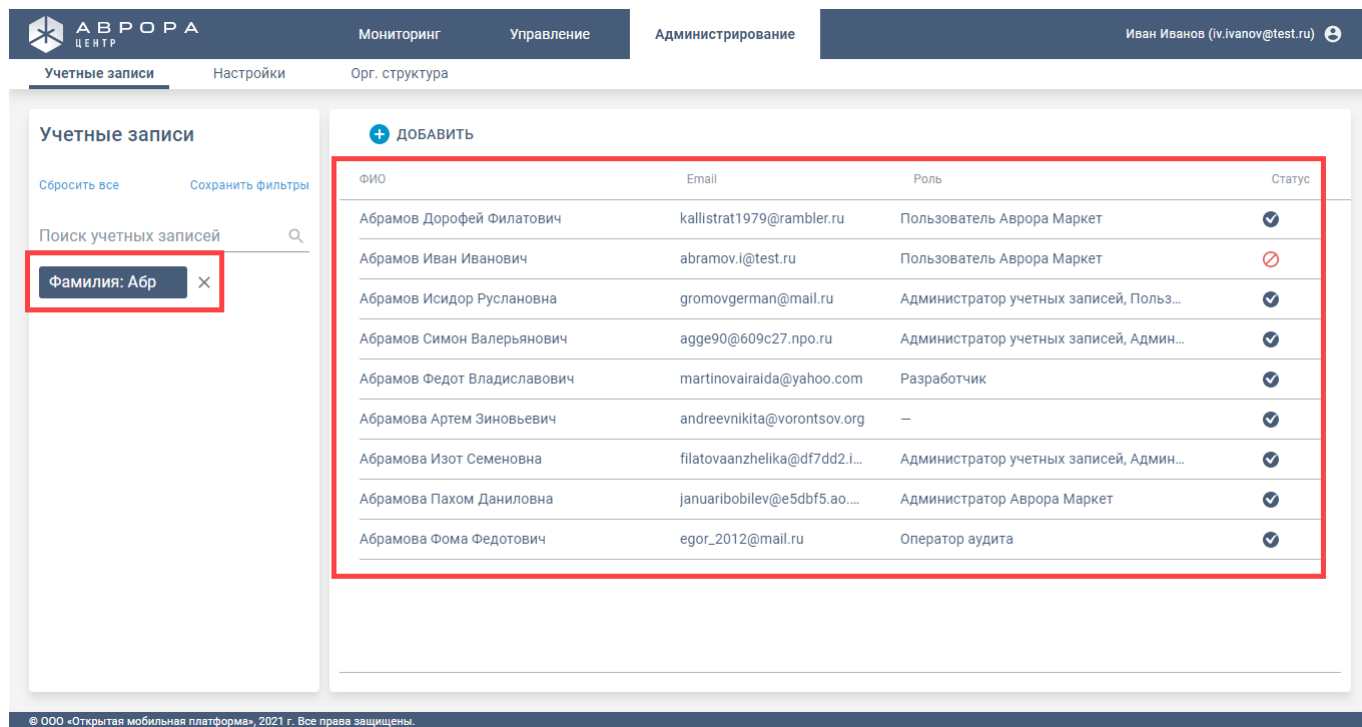 АВРОРА
ЦЕНТР
Мониторинг Управление Администрирование Иван Иванов (iv.ivanov@test.ru)
Учетные записи Настройки Орг. структура
Учетные записи
Сбросить все Сохранить фильтры
Поиск учетных записей
Фамилия: Абр
ДОБАВИТЬ
ФИО Email Роль Статус
Абрамов Дорофей Филатович kallistrat1979@rambler.ru Пользователь Аврора Маркет
Абрамов Иван Иванович abramov.i@test.ru Пользователь Аврора Маркет
Абрамов Исидор Руслановна gromovgerman@mail.ru Администратор учетных записей, Польз...
Абрамов Симон Валерьянович agge90@609c27.npo.ru Администратор учетных записей, Админ...
Абрамов Федот Владиславович martinovairaida@yahoo.com Разработчик
Абрамова Артем Зиновьевич andreevnikita@vorontsov.org —
Абрамова Изот Семеновна filatovaanzhelika@df7dd2.i... Администратор учетных записей, Админ...
Абрамова Пахом Даниловна januaribobilev@e5dbf5.ao.... Администратор Аврора Маркет
Абрамова Фома Федотович egor_2012@mail.ru Оператор аудита
© ООО «Открытая мобильная платформа», 2021 г. Все права защищены.